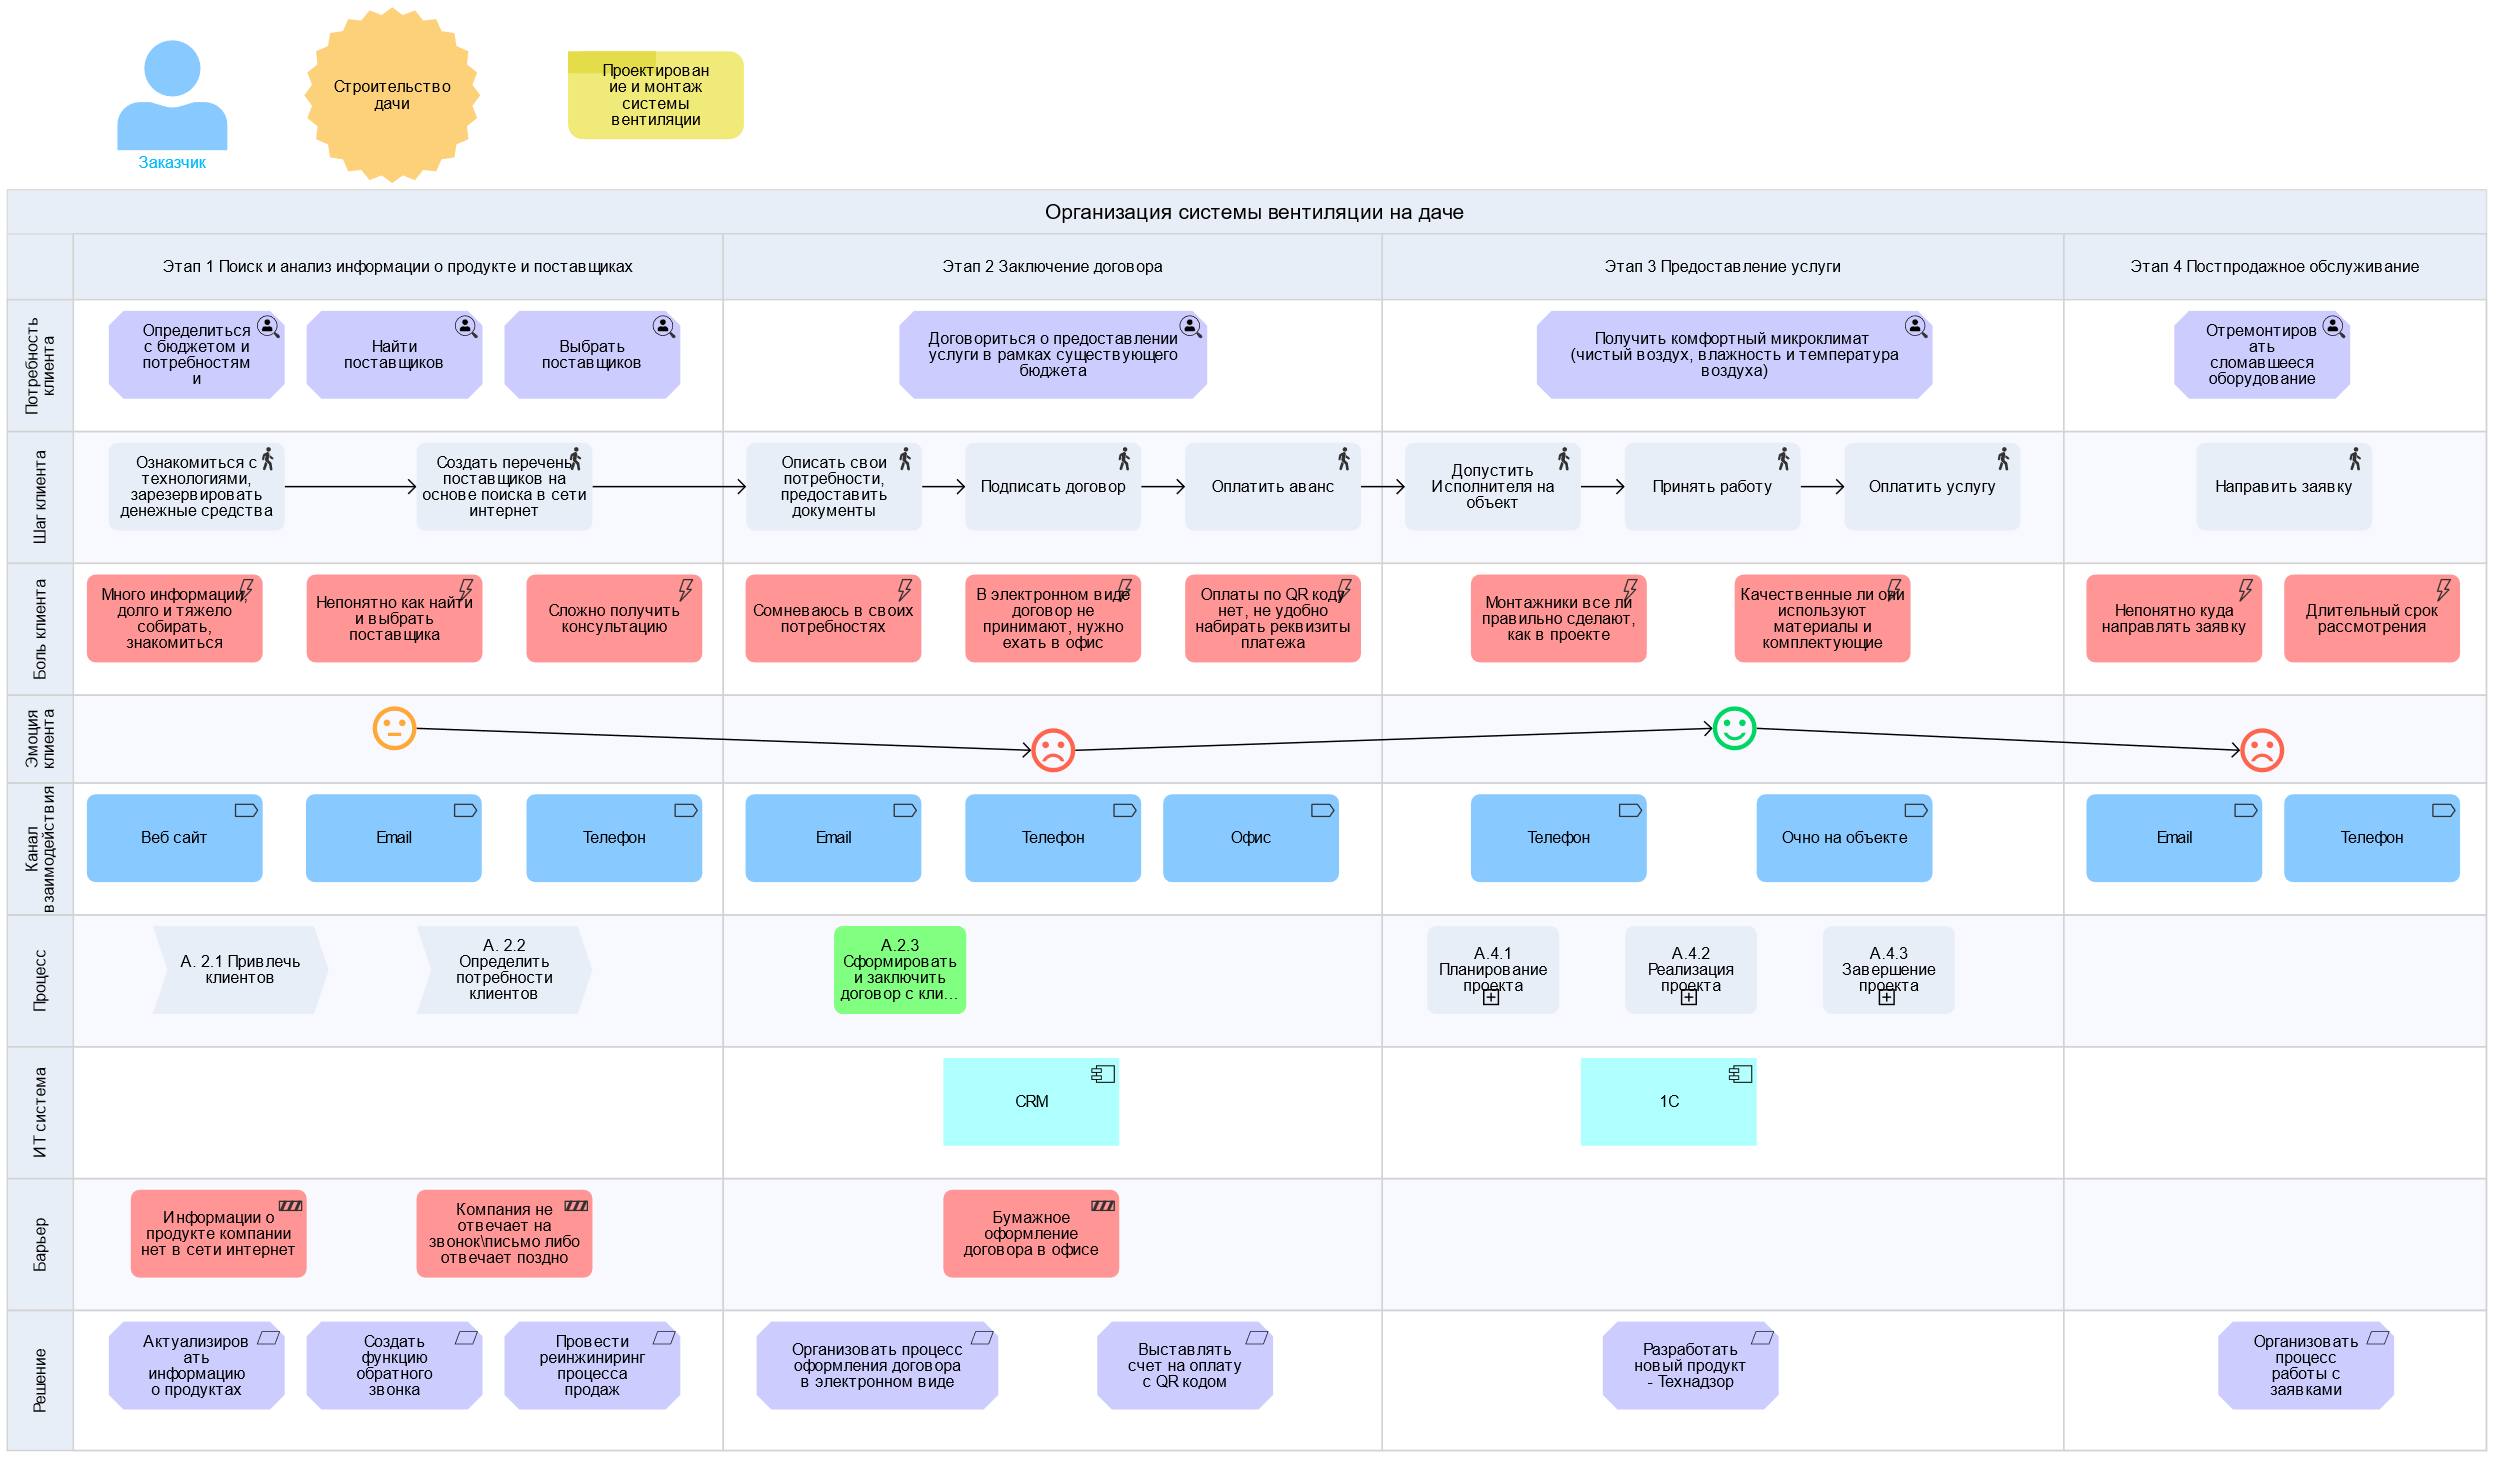 Заказчик
Строительство
дачи
Проектирован
ие и монтаж
системы
вентиляции
Организация системы вентиляции на даче
Этап 1 Поиск и анализ информации о продукте и поставщиках
Этап 2 Заключение договора
Этап 3 Предоставление услуги
Этап 4 Постпродажное обслуживание
Потребность
клиента
Определиться
с бюджетом и
потребностям
и
Найти
поставщиков
Выбрать
поставщиков
Договориться о предоставлении
услуги в рамках существующего
бюджета
Получить комфортный микроклимат
(чистый воздух, влажность и температура
воздуха)
Отремонтиров
ать
сломавшееся
оборудование
Шаг клиента
Ознакомиться с
технологиями,
зарезервировать
денежные средства
Создать перечень
поставщиков на
основе поиска в сети
интернет
Описать свои
потребности,
предоставить
документы
Подписать договор
Оплатить аванс
Допустить
Исполнителя на
объект
Принять работу
Оплатить услугу
Направить заявку
Боль клиента
Много информации,
долго и тяжело
собирать,
знакомиться
Непонятно как найти
и выбрать
поставщика
Сложно получить
консультацию
Сомневаюсь в своих
потребностях
В электронном виде
договор не
принимают, нужно
ехать в офис
Оплаты по QR коду
нет, не удобно
набирать реквизиты
платежа
Монтажники все ли
правильно сделают,
как в проекте
Качественные ли они
используют
материалы и
комплектующие
Непонятно куда
направлять заявку
Длительный срок
рассмотрения
Эмоция
клиента
Канал
взаимодействия
Веб сайт
Email
Телефон
Email
Телефон
Офис
Телефон
Очно на объекте
Email
Телефон
Процесс
А. 2.1 Привлечь
клиентов
А. 2.2
Определить
потребности
клиентов
А.2.3
Сформировать
и заключить
договор с кли...
А.4.1
Планирование
проекта
А.4.2
Реализация
проекта
А.4.3
Завершение
проекта
ИТ система
CRM
1С
Барьер
Информации о
продукте компании
нет в сети интернет
Компания не
отвечает на
звонок\письмо либо
отвечает поздно
Бумажное
оформление
договора в офисе
Решение
Актуализиров
ать
информацию
о продуктах
Создать
функцию
обратного
звонка
Провести
реинжиниринг
процесса
продаж
Организовать процесс
оформления договора
в электронном виде
Выставлять
счет на оплату
с QR кодом
Разработать
новый продукт
- Технадзор
Организовать
процесс
работы с
заявками